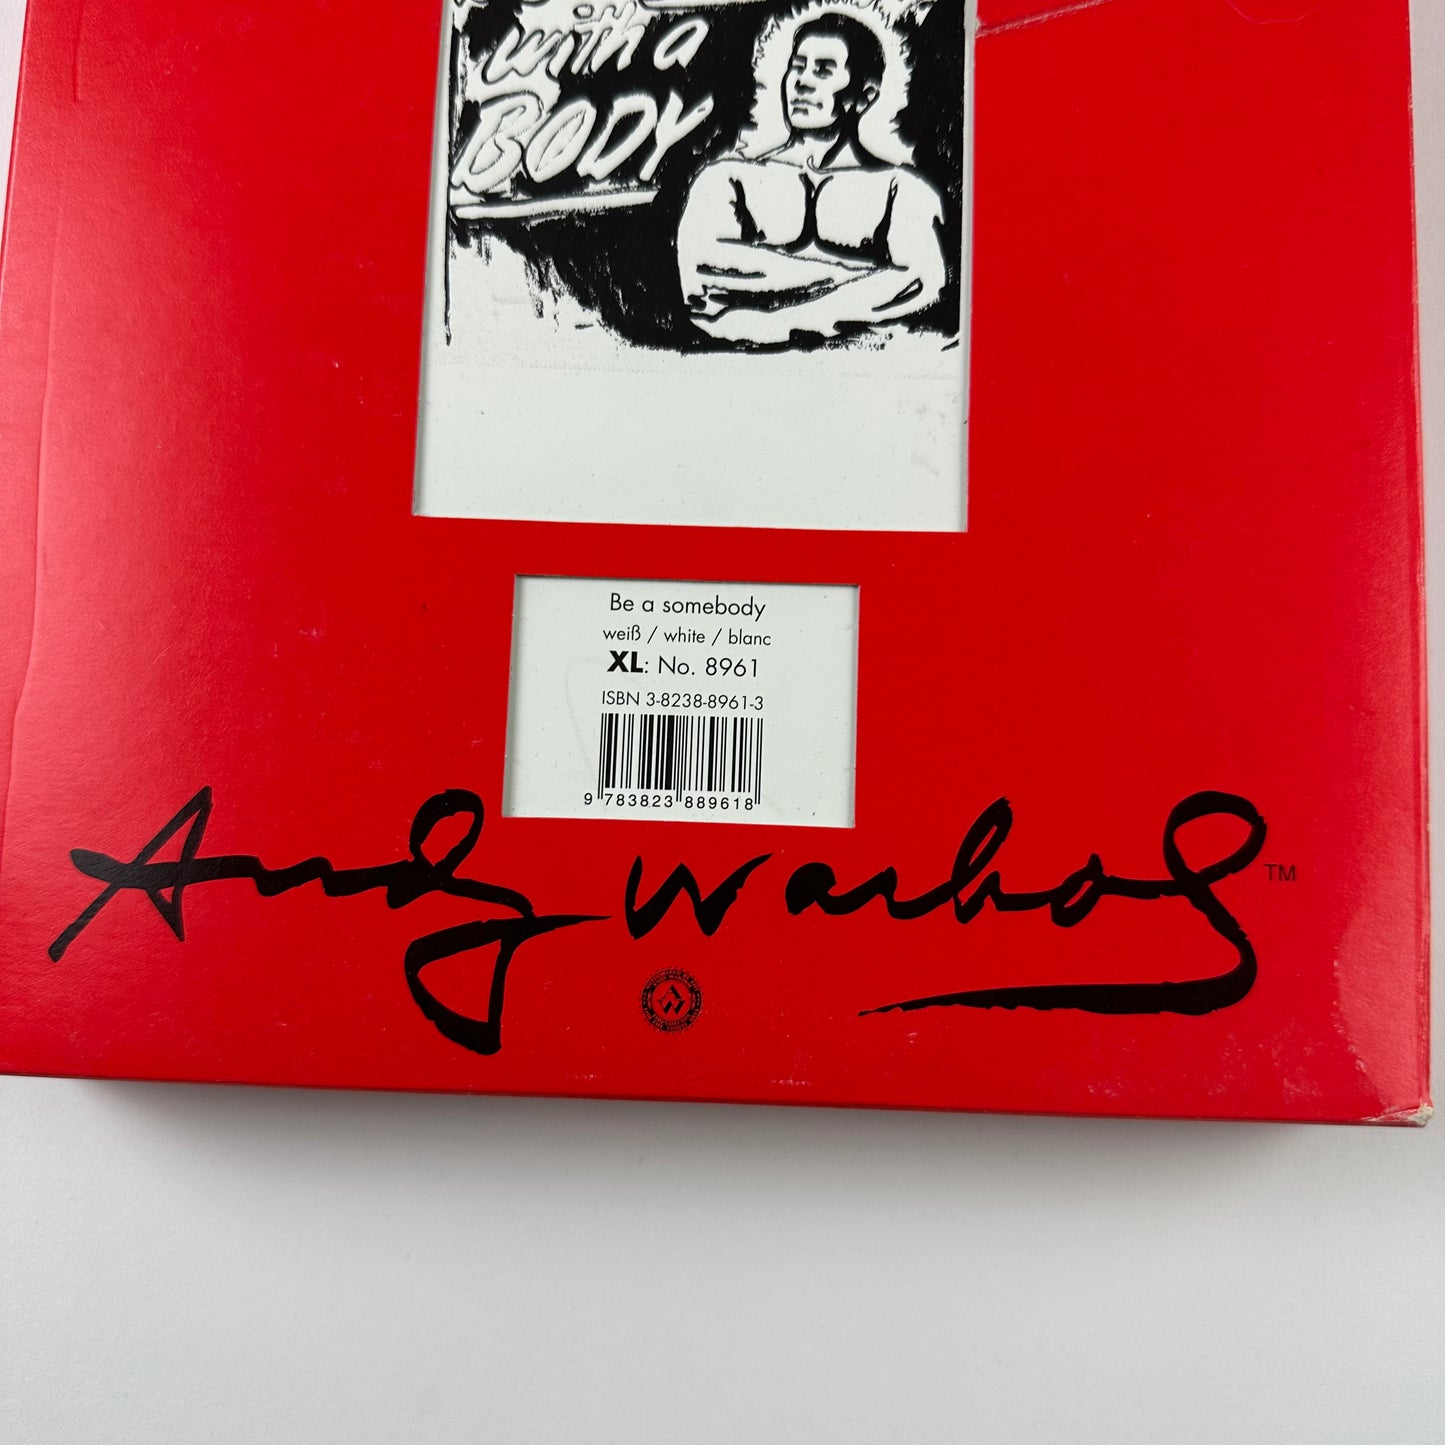 with a
BODY
Be a somebody
weiß / white / blanc
XL: No. 8961
ISBN 3-8238-8961-3
9 783823 889618
Andy Warhol TM